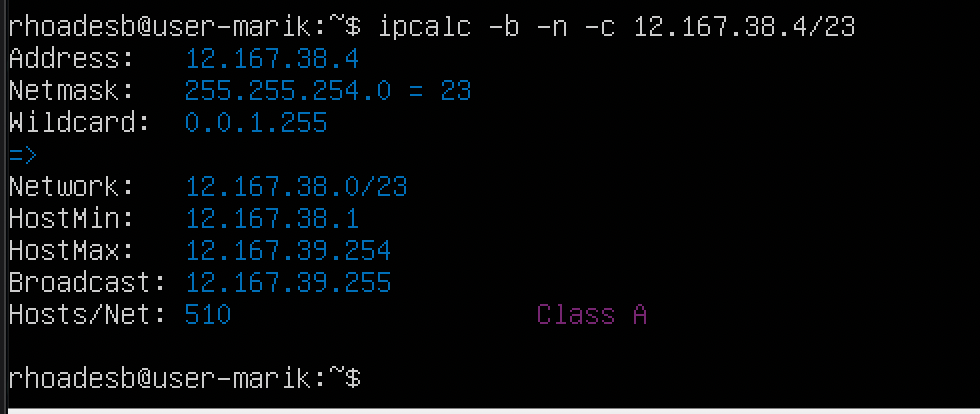 rhoadesb@user-marik:~$ ipcalc -b -n -c 12.167.38.4/23
Address: 12.167.38.4
Netmask: 255.255.254.0 = 23
Wildcard: 0.0.1.255
=>
Network: 12.167.38.0/23
HostMin: 12.167.38.1
HostMax: 12.167.39.254
Broadcast: 12.167.39.255
Hosts/Net: 510 Class A
rhoadesb@user-marik:~$